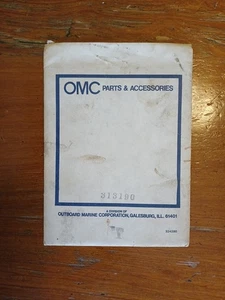 OMC PARTS & ACCESSORIES
A DIVISION OF
OUTBOARD MARINE CORPORATION, GALESBURG, ILL. 61401